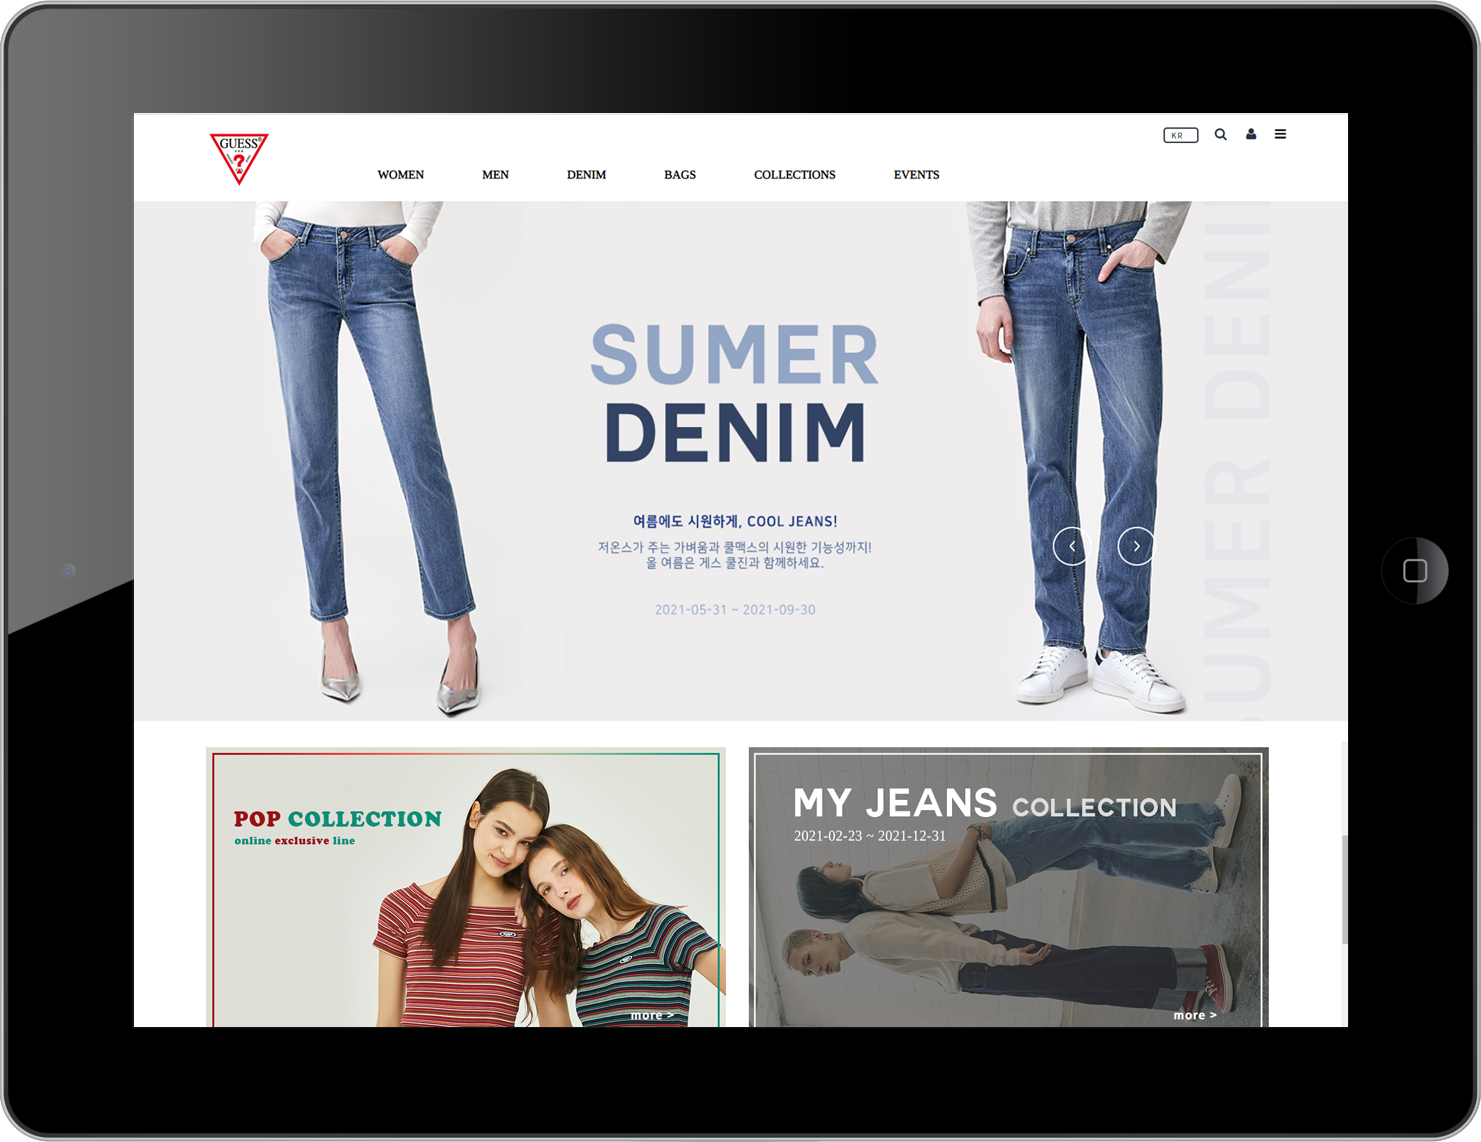 GUESS
?
KR
WOMEN MEN DENIM BAGS COLLECTIONS EVENTS
SUMER
DENIM
여름에도 시원하게, COOL JEANS!
저온스가 주는 가벼움과 쿨맥스의 시원한 기능성까지!
올 여름은 게스 쿨진과 함께하세요.
2021-05-31 ~ 2021-09-30
SUMER DENIM
POP COLLECTION
online exclusive line
more >
MY JEANS COLLECTION
2021-02-23 ~ 2021-12-31
more >